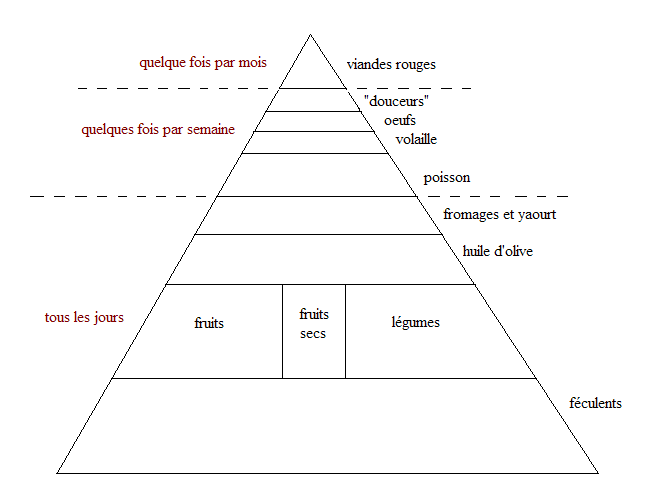 quelque fois par mois
viandes rouges
"douceurs"
oeufs
quelques fois par semaine
volaille
poisson
fromages et yaourt
huile d'olive
tous les jours
fruits
fruits
secs
légumes
féculents